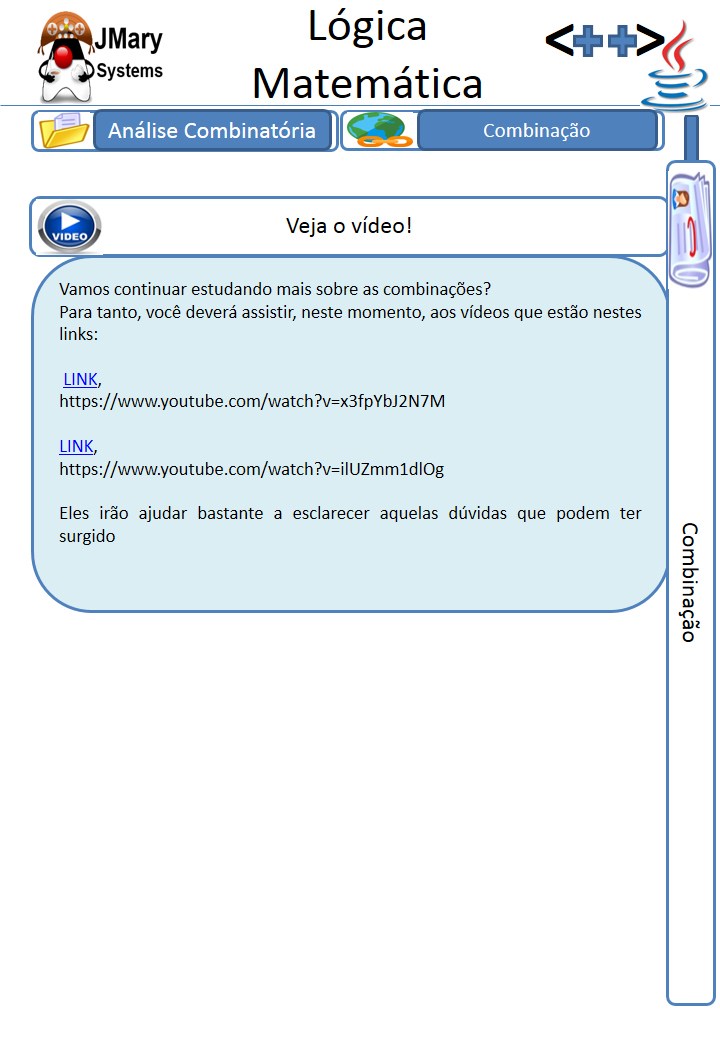 JMary
Systems
Lógica
Matemática
<++>
Análise Combinatória
Combinação
VIDEO
Veja o vídeo!
Vamos continuar estudando mais sobre as combinações?
Para tanto, você deverá assistir, neste momento, aos vídeos que estão nestes
links:
LINK,
https://www.youtube.com/watch?v=x3fpYbJ2N7M
LINK,
https://www.youtube.com/watch?v=ilUZmm1dlOg
Eles irão ajudar bastante a esclarecer aquelas dúvidas que podem ter
surgido
Combinação